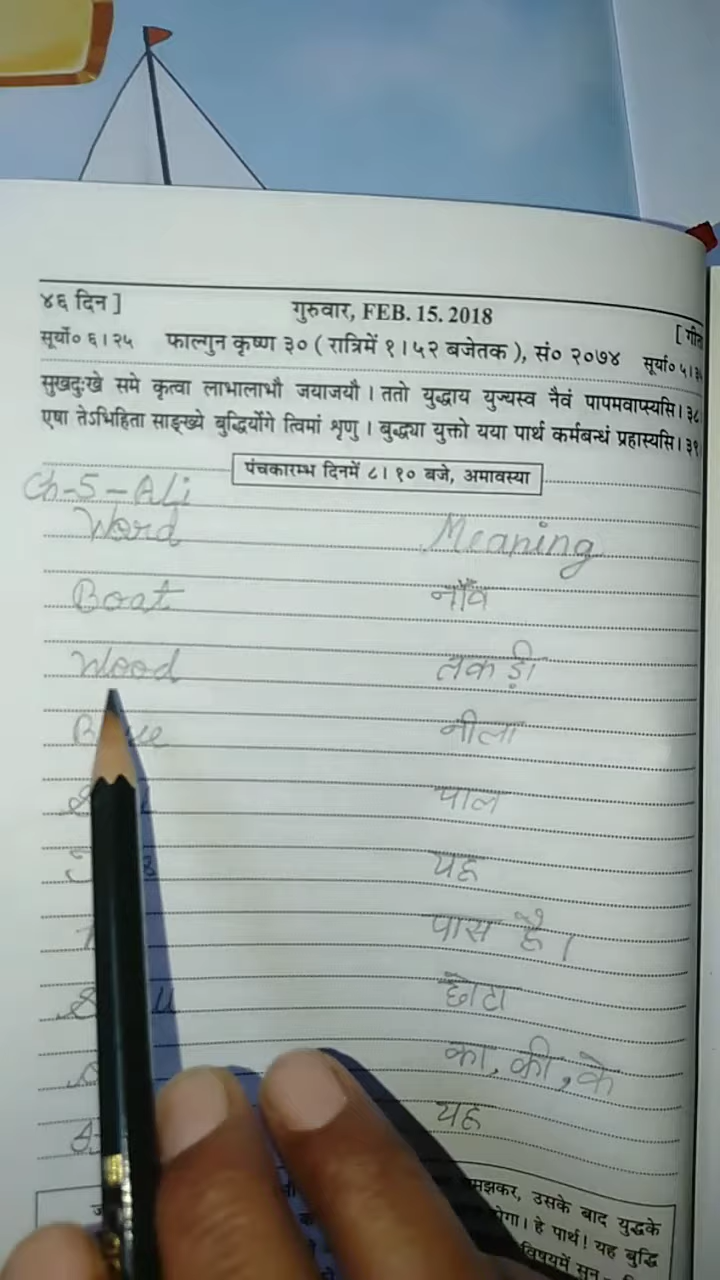 ४६ दिन ]
गुरुवार, FEB. 15. 2018
[ गीता
सूर्यो० ६।२५ फाल्गुन कृष्ण ३० ( रात्रिमें १।५२ बजेतक ), सं० २०७४ सूर्या० ५।३५
सुखदुःखे समे कृत्वा लाभालाभौ जयाजयौ । ततो युद्धाय युज्यस्व नैवं पापमवाप्स्यसि । ३८।
एषा तेऽभिहिता साङ्ख्ये बुद्धिर्योगे त्विमां शृणु । बुद्ध्या युक्तो यया पार्थ कर्मबन्धं प्रहास्यसि । ३९।
पंचकारम्भ दिनमें ८। १० बजे, अमावस्या
Ch-5-Ali
Word Meaning
Boat नाँव
Wood लकड़ी
नीला
पाल
यह
पास है।
छोटा
का, की, के
यह
समझकर, उसके बाद युद्धके
होगा। हे पार्थ! यह बुद्धि
विषयमें सुन